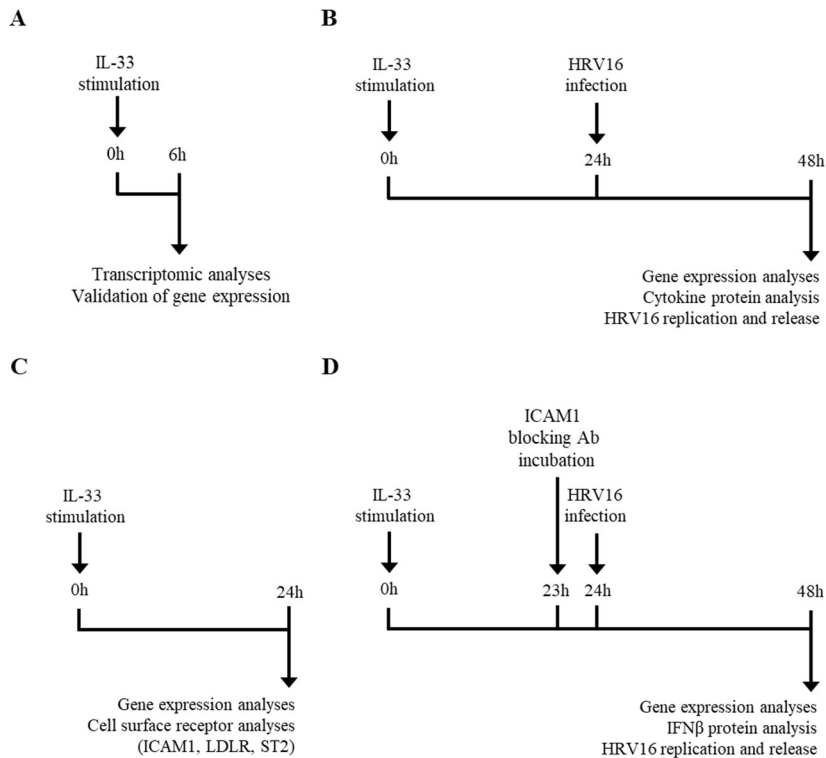 A
IL-33
stimulation
0h
6h
Transcriptomic analyses
Validation of gene expression
B
IL-33
stimulation
HRV16
infection
0h
24h
48h
Gene expression analyses
Cytokine protein analysis
HRV16 replication and release
C
IL-33
stimulation
0h
24h
Gene expression analyses
Cell surface receptor analyses
(ICAM1, LDLR, ST2)
D
ICAM1
blocking Ab
incubation
IL-33
stimulation
HRV16
infection
0h
23h
24h
48h
Gene expression analyses
IFNβ protein analysis
HRV16 replication and release